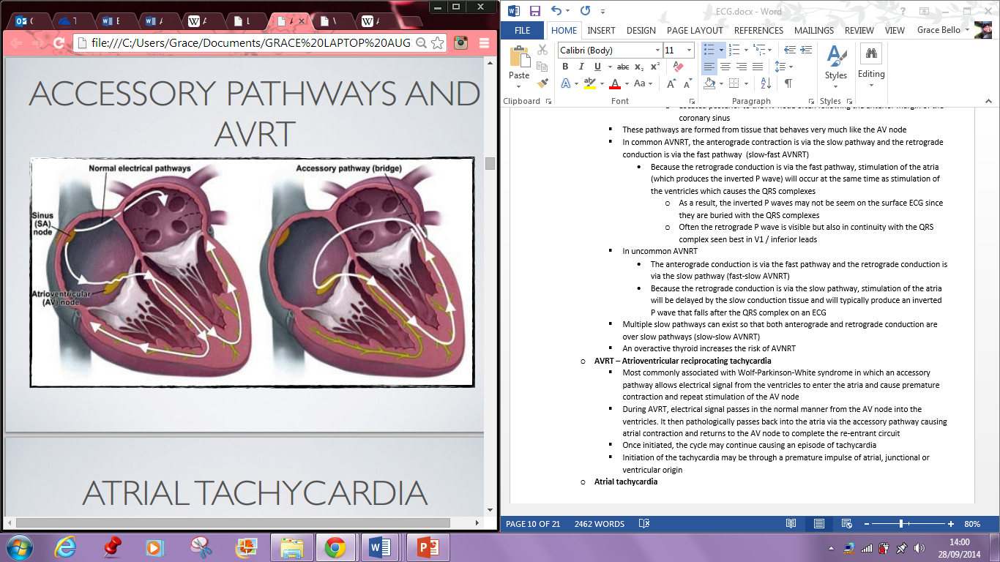 ECG.docx - Word
file:///C:/Users/Grace/Documents/GRACE%20LAPTOP%20AUG
FILE
HOME
INSERT
DESIGN
PAGE LAYOUT
REFERENCES
MAILINGS
REVIEW
VIEW
Grace Bello
Paste
Calibri (Body)
11
Styles
Editing
Clipboard
Font
Paragraph
Styles
ACCESSORY PATHWAYS AND
AVRT
Normal electrical pathways
Accessory pathway (bridge)
Sinus
(SA)
node
Atrioventricular
(AV) node
ATRIAL TACHYCARDIA
coronary sinus
These pathways are formed from tissue that behaves very much like the AV node
In common AVNRT, the anterograde contraction is via the slow pathway and the retrograde
conduction is via the fast pathway (slow-fast AVNRT)
Because the retrograde conduction is via the fast pathway, stimulation of the atria
(which produces the inverted P wave) will occur at the same time as stimulation of
the ventricles which causes the QRS complexes
As a result, the inverted P waves may not be seem on the surface ECG since
they are buried with the QRS complexes
Often the retrograde P wave is visible but also in continuity with the QRS
complex seen best in V1 / inferior leads
In uncommon AVNRT
The anterograde conduction is via the fast pathway and the retrograde conduction is
via the slow pathway (fast-slow AVNRT)
Because the retrograde conduction is via the slow pathway, stimulation of the atria
will be delayed by the slow conduction tissue and will typically produce an inverted
P wave that falls after the QRS complex on an ECG
Multiple slow pathways can exist so that both anterograde and retrograde conduction are
over slow pathways (slow-slow AVNRT)
An overactive thyroid increases the risk of AVNRT
AVRT – Atrioventricular reciprocating tachycardia
Most commonly associated with Wolf-Parkinson-White syndrome in which an accessory
pathway allows electrical signal from the ventricles to enter the atria and cause premature
contraction and repeat stimulation of the AV node
During AVRT, electrical signal passes in the normal manner from the AV node into the
ventricles. It then pathologically passes back into the atria via the accessory pathway causing
atrial contraction and returns to the AV node to complete the re-entrant circuit
Once initiated, the cycle may continue causing an episode of tachycardia
Initiation of the tachycardia may be through a premature impulse of atrial, junctional or
ventricular origin
Atrial tachycardia
PAGE 10 OF 21
2462 WORDS
80%
14:00
28/09/2014